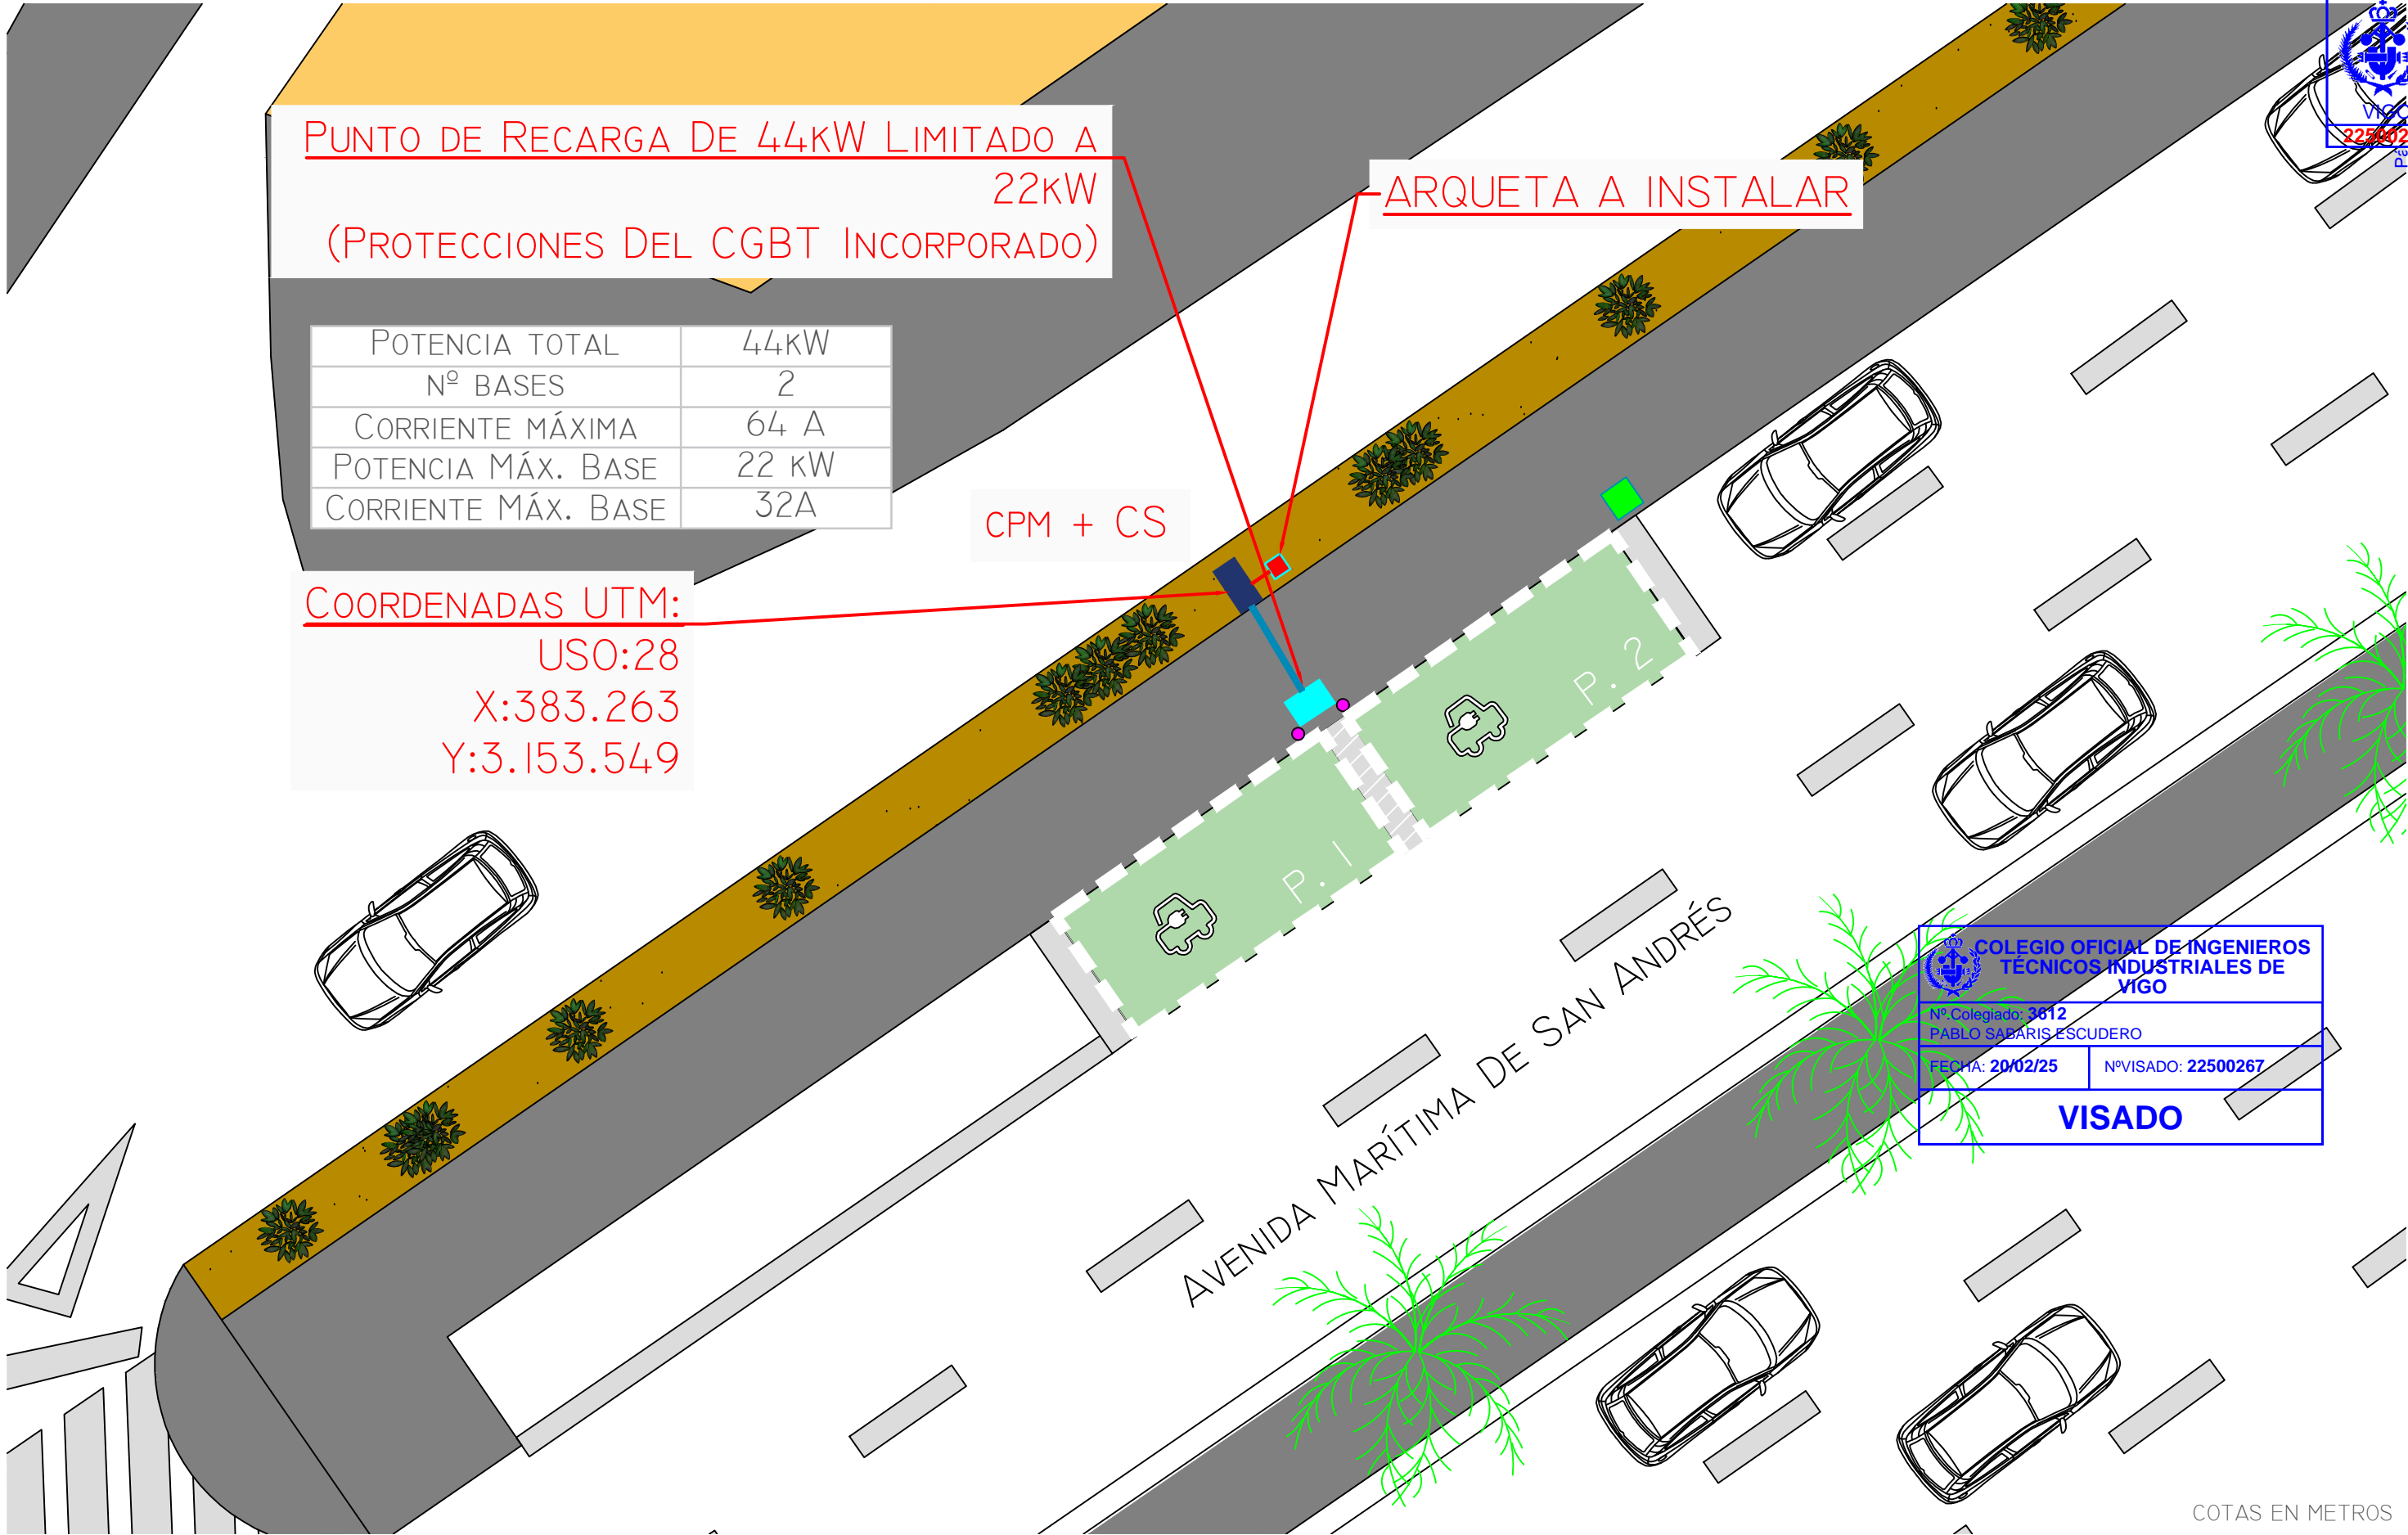 PUNTO DE RECARGA DE 44KW LIMITADO A
22KW
(PROTECCIONES DEL CGBT INCORPORADO)
ARQUETA A INSTALAR
POTENCIA TOTAL 44KW
Nº BASES 2
CORRIENTE MÁXIMA 64 A
POTENCIA MÁX. BASE 22 KW
CORRIENTE MÁX. BASE 32A
CPM + CS
COORDENADAS UTM:
USO:28
X:383.263
Y:3.153.549
P. 2
P. 1
AVENIDA MARÍTIMA DE SAN ANDRÉS
COLEGIO OFICIAL DE INGENIEROS
TÉCNICOS INDUSTRIALES DE
VIGO
Nº.Colegiado: 3612
PABLO SABARIS ESCUDERO
FECHA: 20/02/25 NºVISADO: 22500267
VISADO
COTAS EN METROS